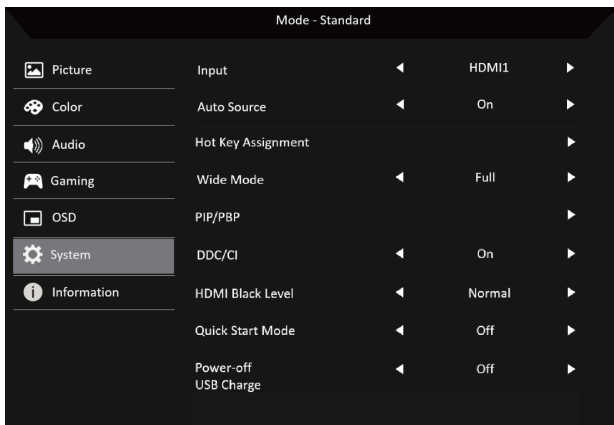 Mode - Standard
Picture
Color
Audio
Gaming
OSD
System
Information
Input HDMI1
Auto Source On
Hot Key Assignment
Wide Mode Full
PIP/PBP
DDC/CI On
HDMI Black Level Normal
Quick Start Mode Off
Power-off Off
USB Charge